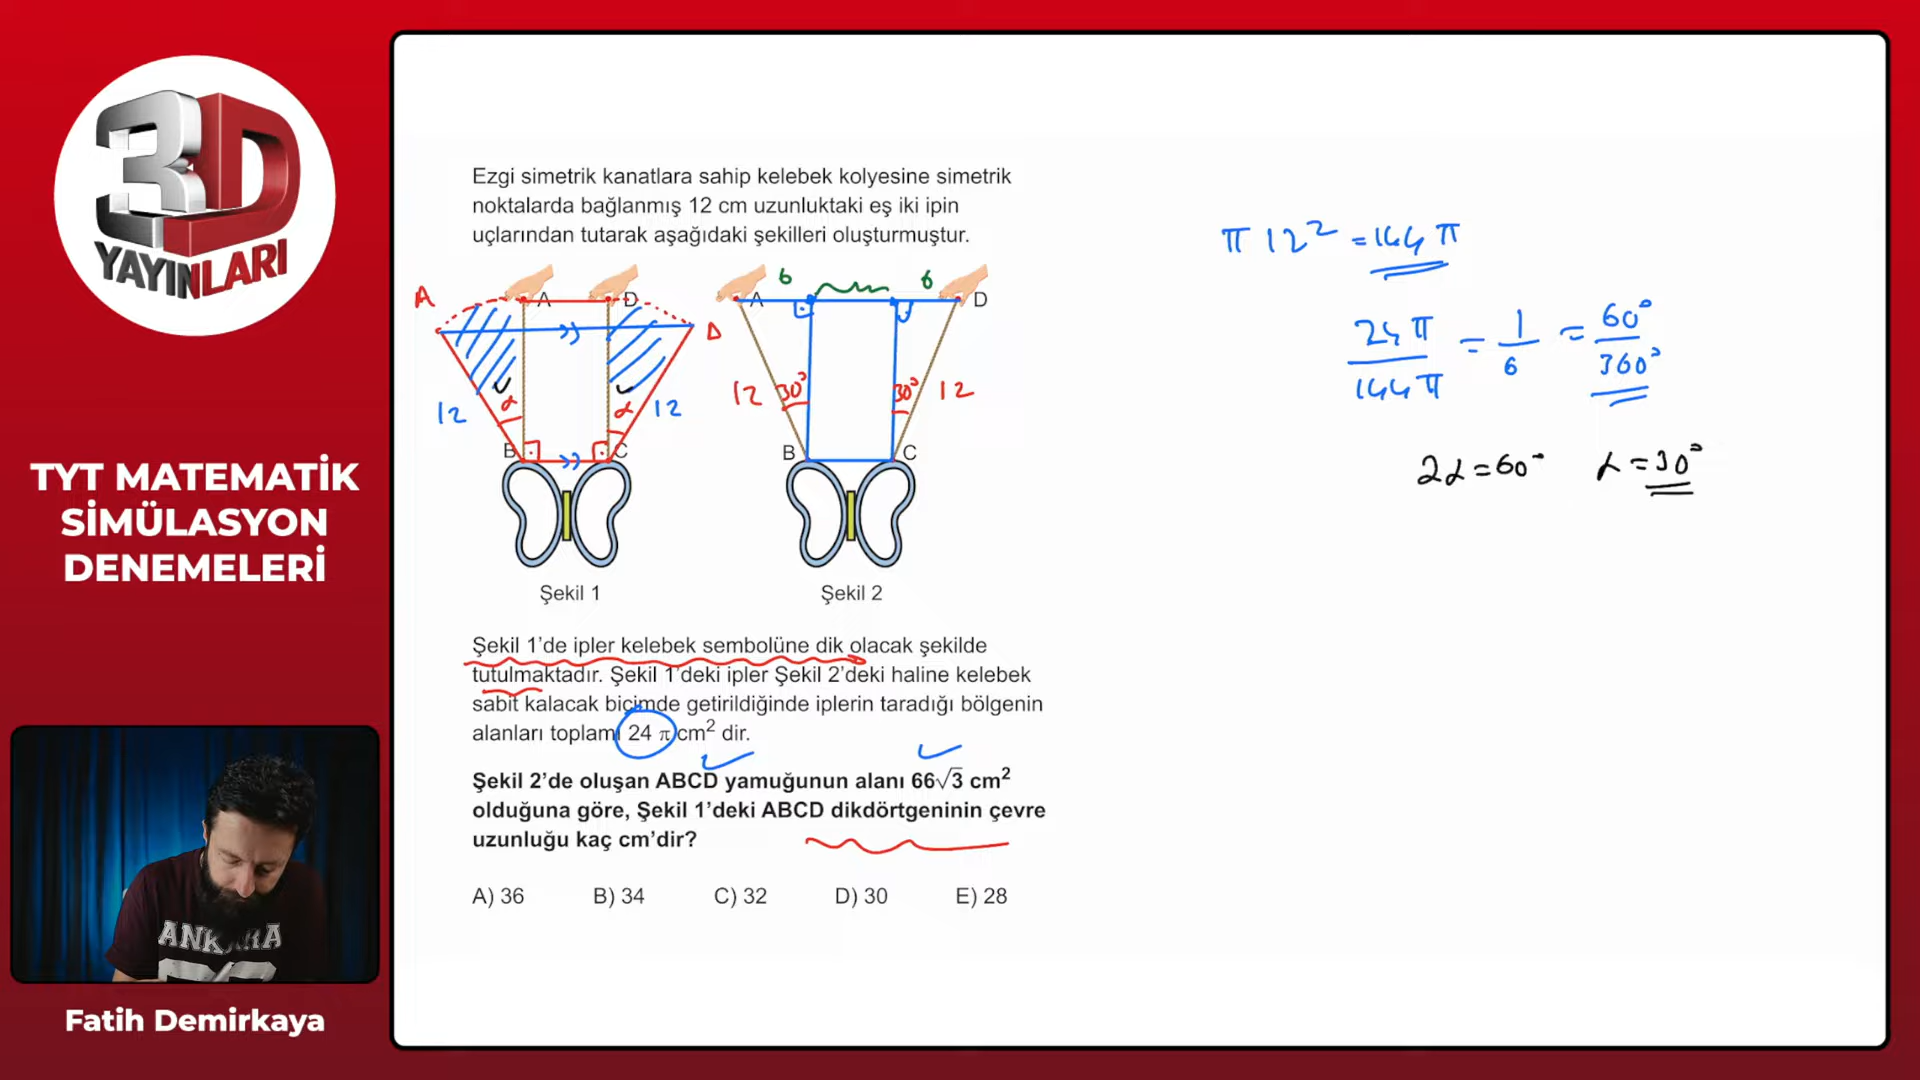 3D
YAYINLARI
TYT MATEMATİK
SİMÜLASYON
DENEMELERİ
ANKARA
Fatih Demirkaya
Ezgi simetrik kanatlara sahip kelebek kolyesine simetrik
noktalarda bağlanmış 12 cm uzunluktaki eş iki ipin
uçlarından tutarak aşağıdaki şekilleri oluşturmuştur.
A A D D
12 α α 12
B C
Şekil 1
6 6
A D
12 30° 30° 12
B C
Şekil 2
Şekil 1'de ipler kelebek sembolüne dik olacak şekilde
tutulmaktadır. Şekil 1'deki ipler Şekil 2'deki haline kelebek
sabit kalacak biçimde getirildiğinde iplerin taradığı bölgenin
alanları toplamı 24 π cm² dir.
Şekil 2'de oluşan ABCD yamuğunun alanı 66√3 cm²
olduğuna göre, Şekil 1'deki ABCD dikdörtgeninin çevre
uzunluğu kaç cm'dir?
A) 36 B) 34 C) 32 D) 30 E) 28
π 12² = 144 π
24 π / 144 π = 1 / 6 = 60° / 360°
2α = 60° α = 30°